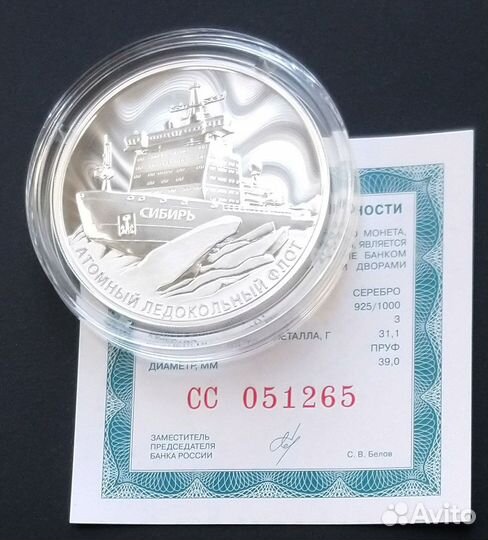 СИБИРЬ
АТОМНЫЙ ЛЕДОКОЛЬНЫЙ ФЛОТ
НОСТИ
МОНЕТА,
ЯВЛЯЕТСЯ
БАНКОМ
И ДВОРАМИ
СЕРЕБРО
925/1000
3
МЕТАЛЛА, Г 31,1
ПРУФ
ДИАМЕТР, ММ 39,0
СС 051265
ЗАМЕСТИТЕЛЬ
ПРЕДСЕДАТЕЛЯ
БАНКА РОССИИ
С. В. Белов
Avito